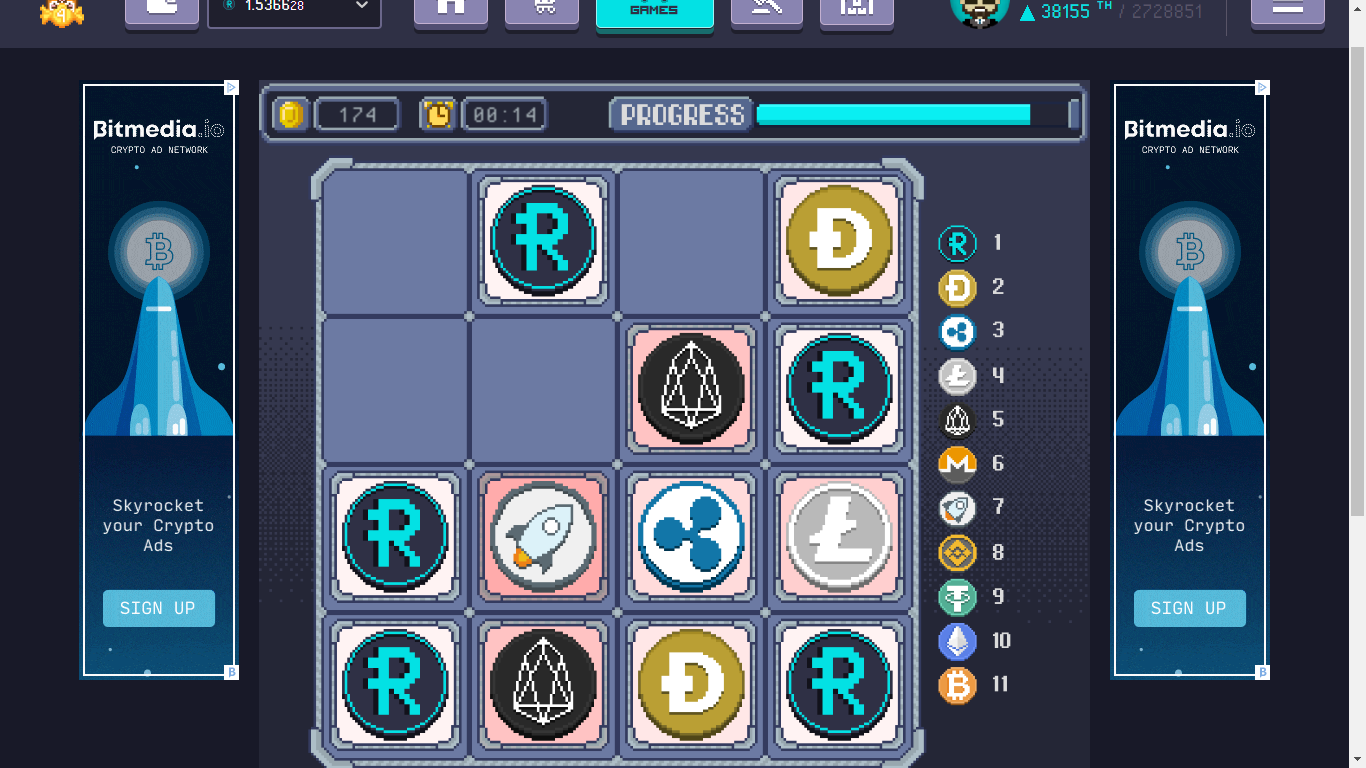 1.536628
GAMES
38155 TH / 2728851
Bitmedia.io
CRYPTO AD NETWORK
Skyrocket
your Crypto
Ads
SIGN UP
174
00:14
PROGRESS
1
2
3
4
5
6
7
8
9
10
11
Bitmedia.io
CRYPTO AD NETWORK
Skyrocket
your Crypto
Ads
SIGN UP